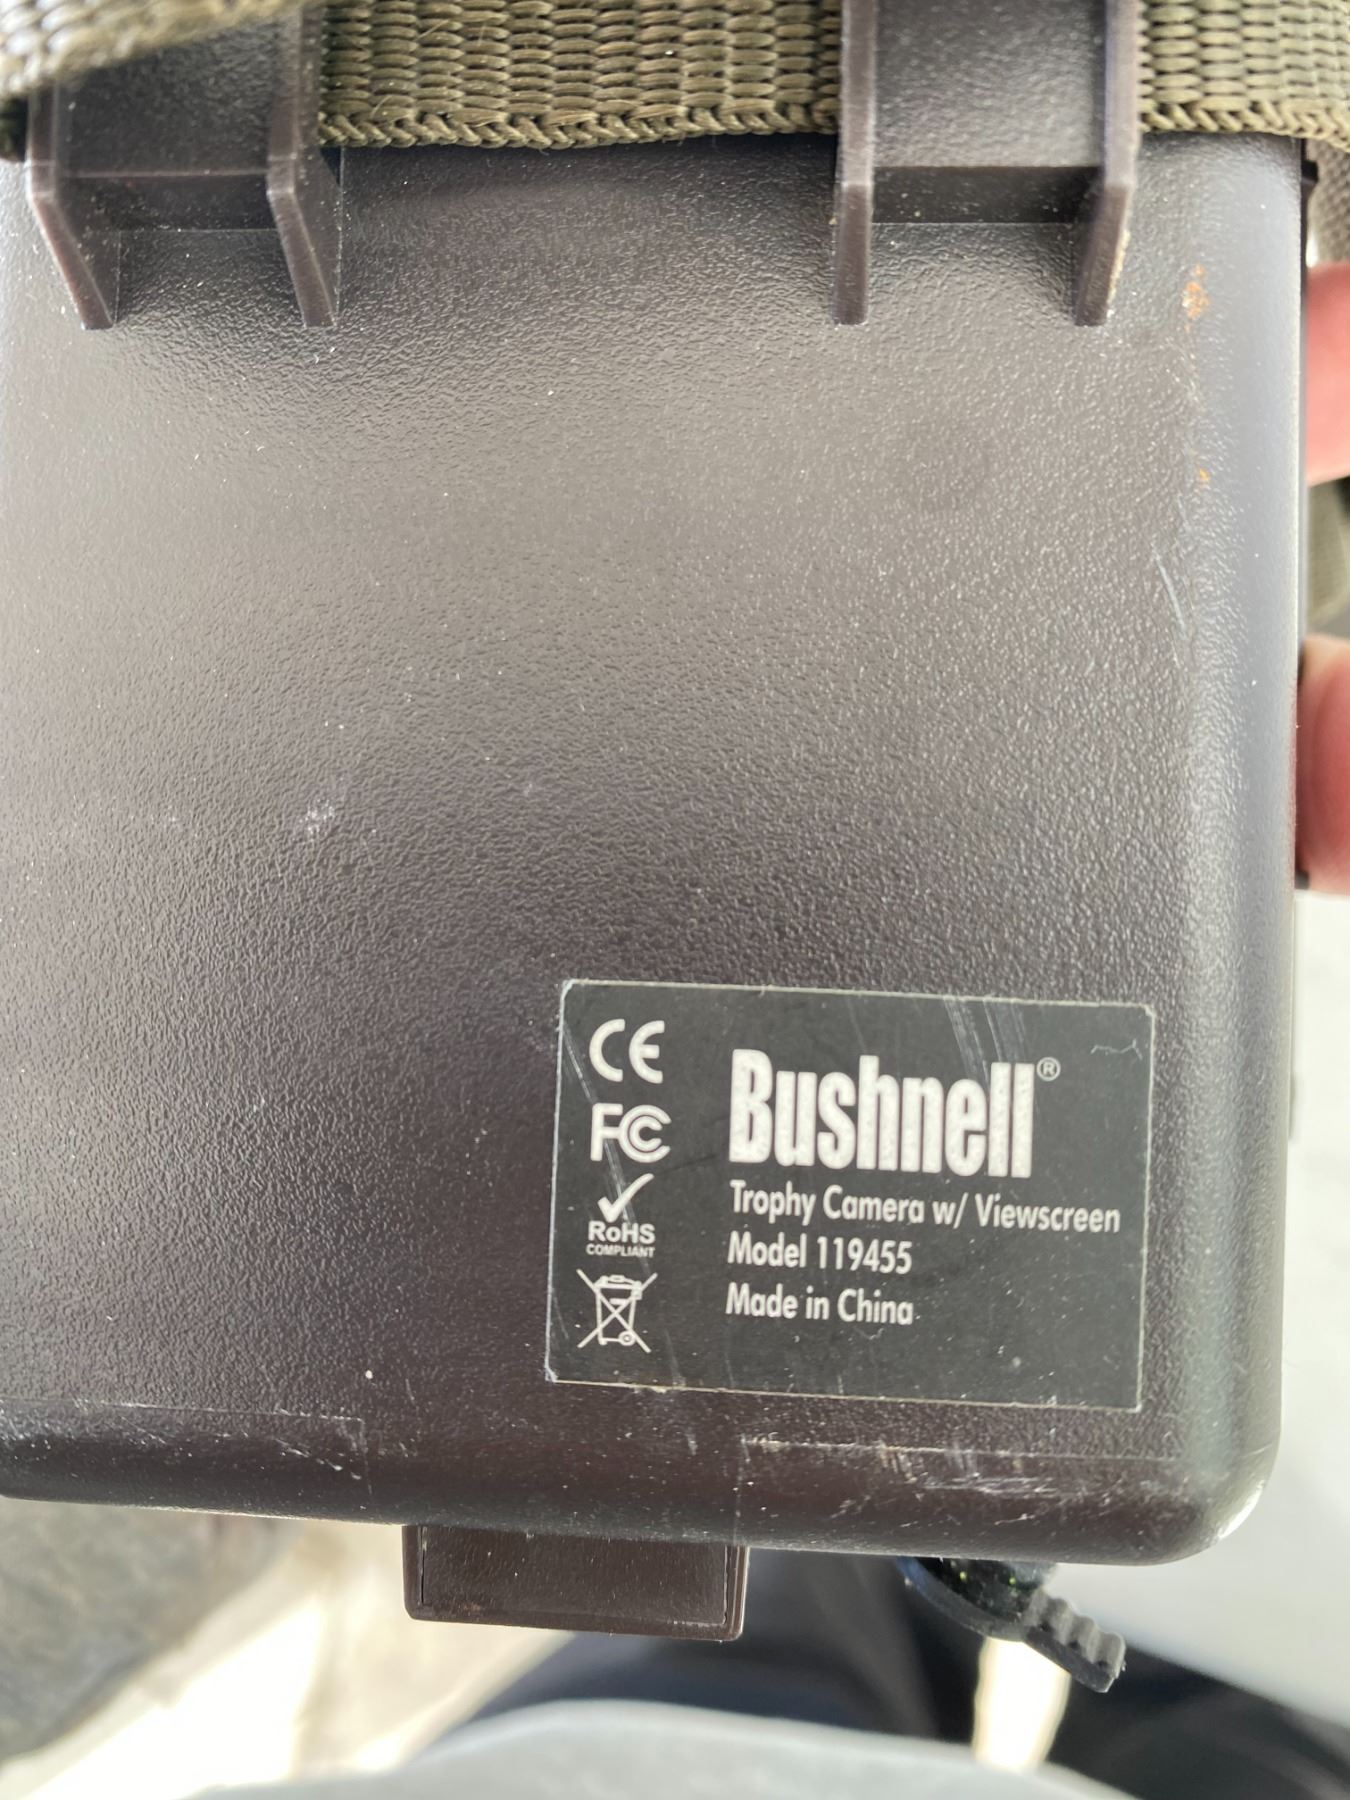 CE
FC
RoHS
COMPLIANT
Bushnell®
Trophy Camera w/ Viewscreen
Model 119455
Made in China